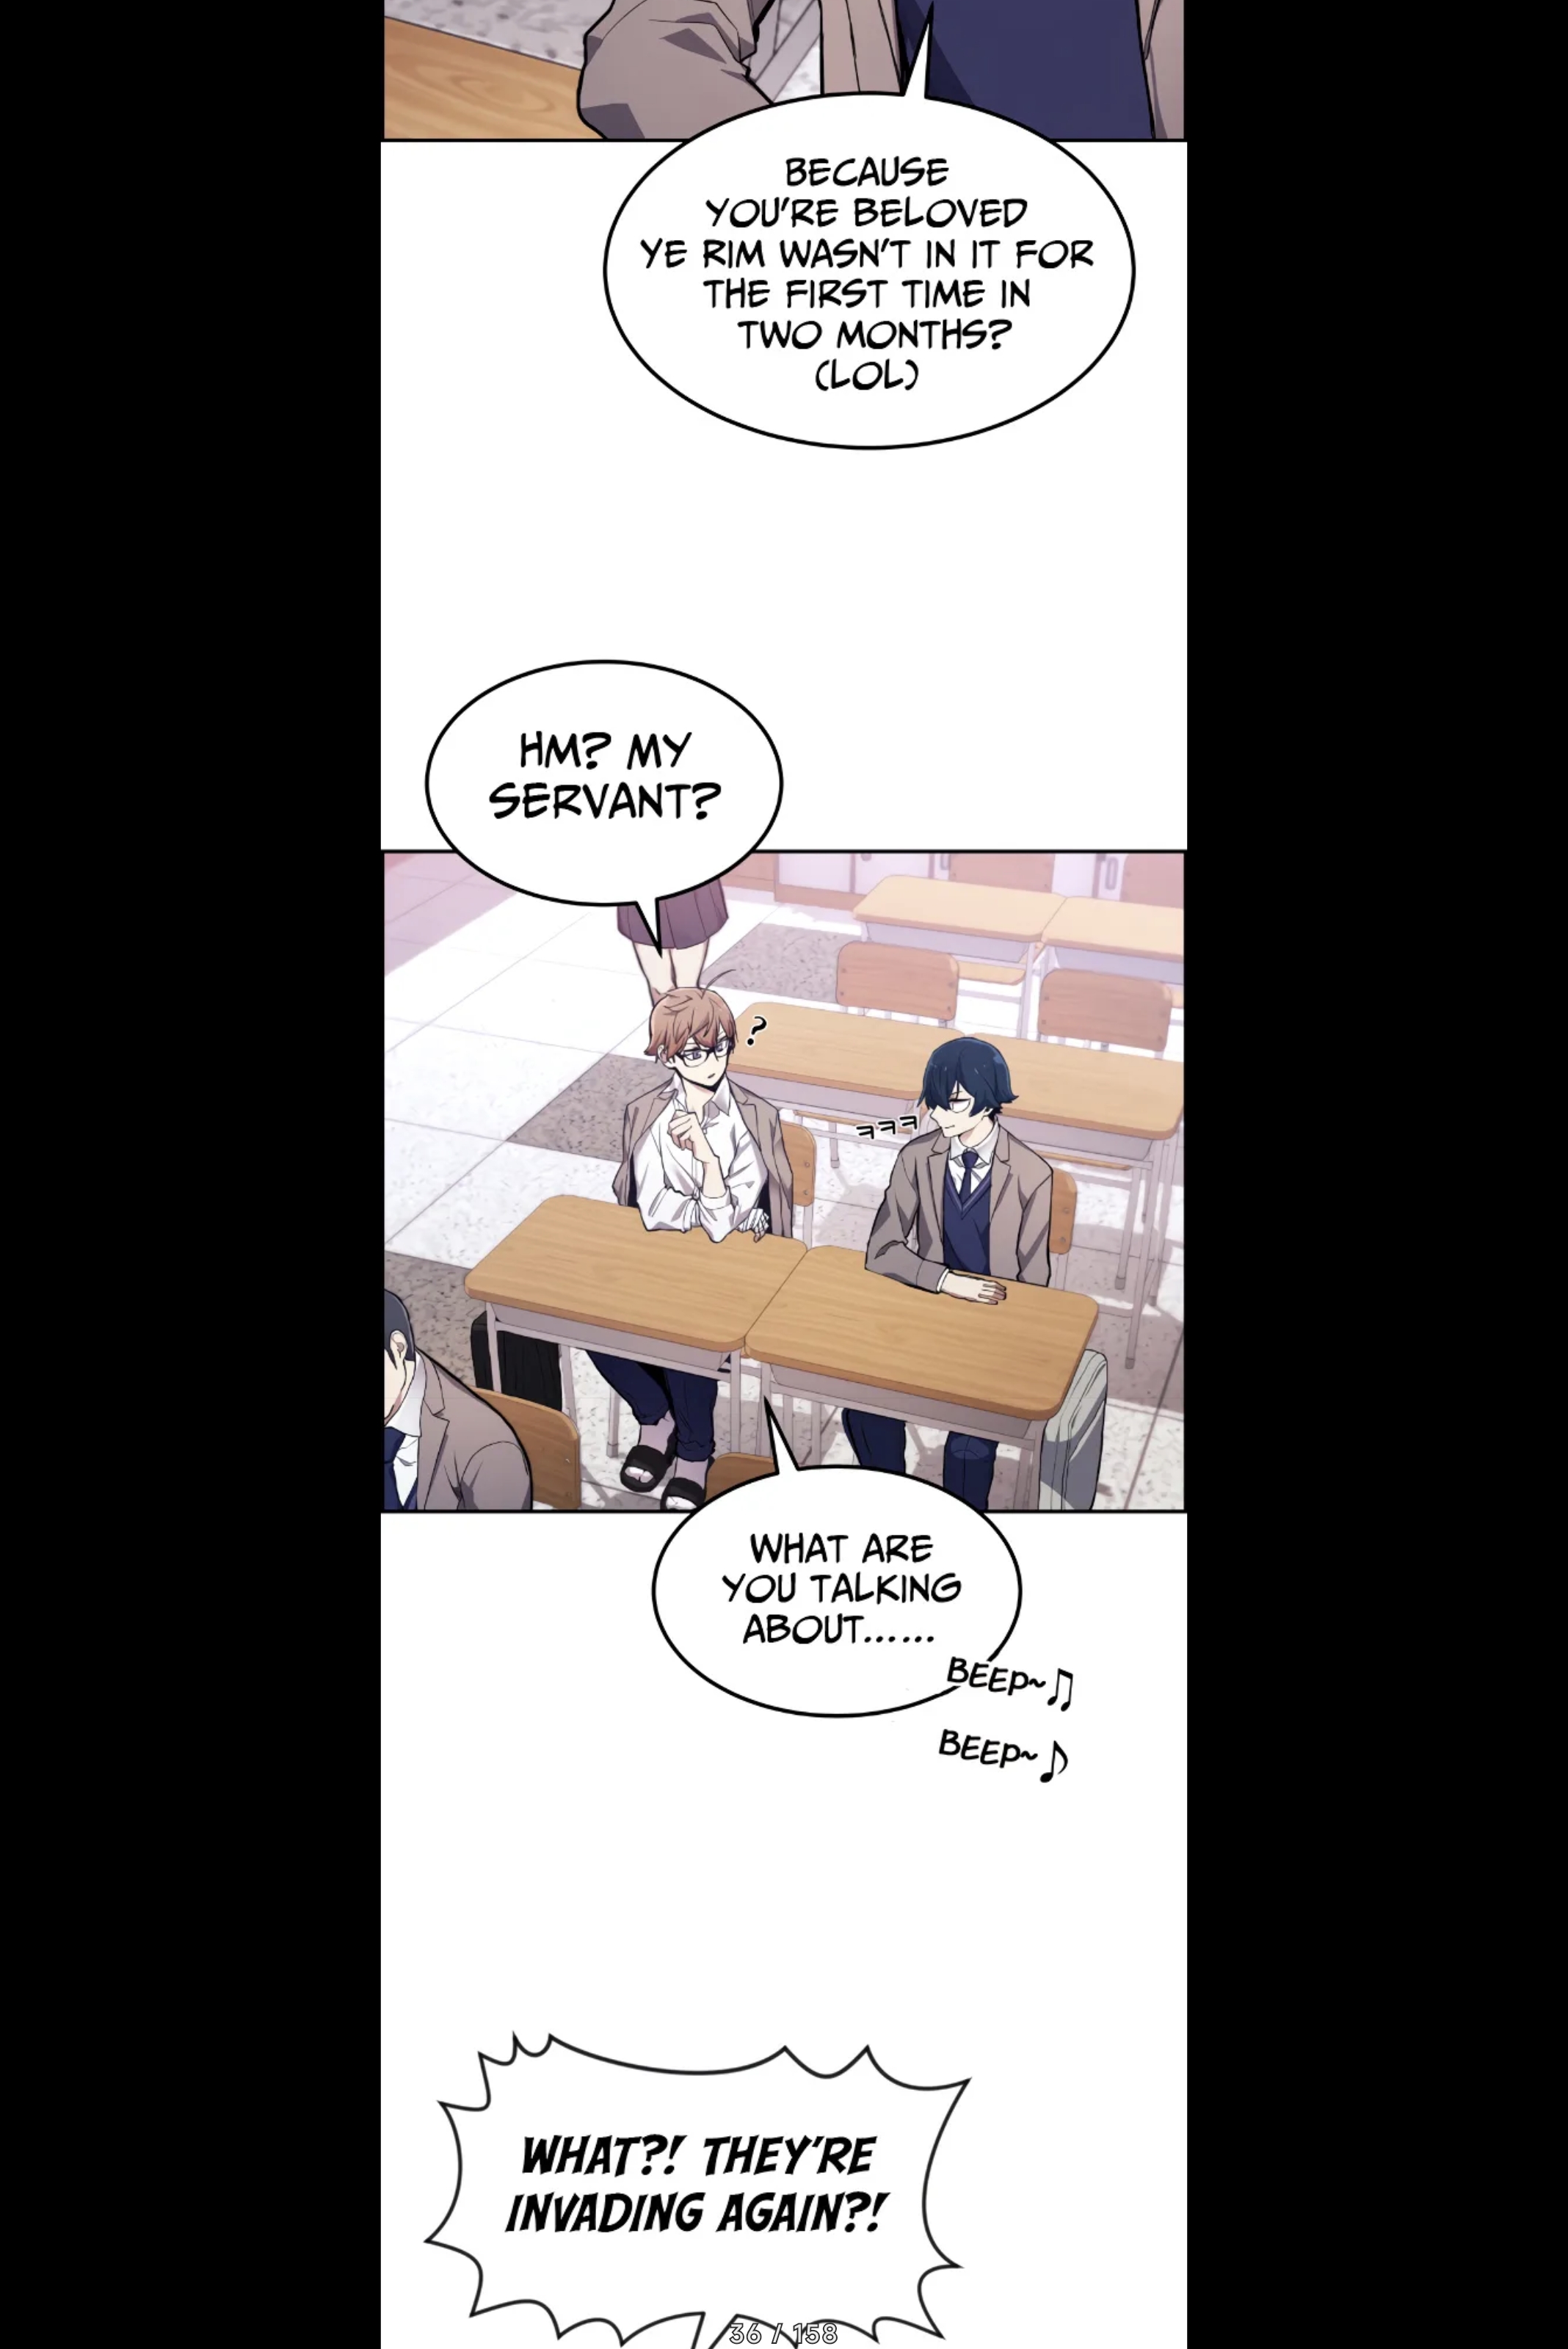 BECAUSE
YOU'RE BELOVED
YE RIM WASN'T IN IT FOR
THE FIRST TIME IN
TWO MONTHS?
(LOL)
HM? MY
SERVANT?
?
ㅋㅋㅋ
WHAT ARE
YOU TALKING
ABOUT......
BEEP~♫
BEEP~♪
WHAT?! THEY'RE
INVADING AGAIN?!
36 / 158